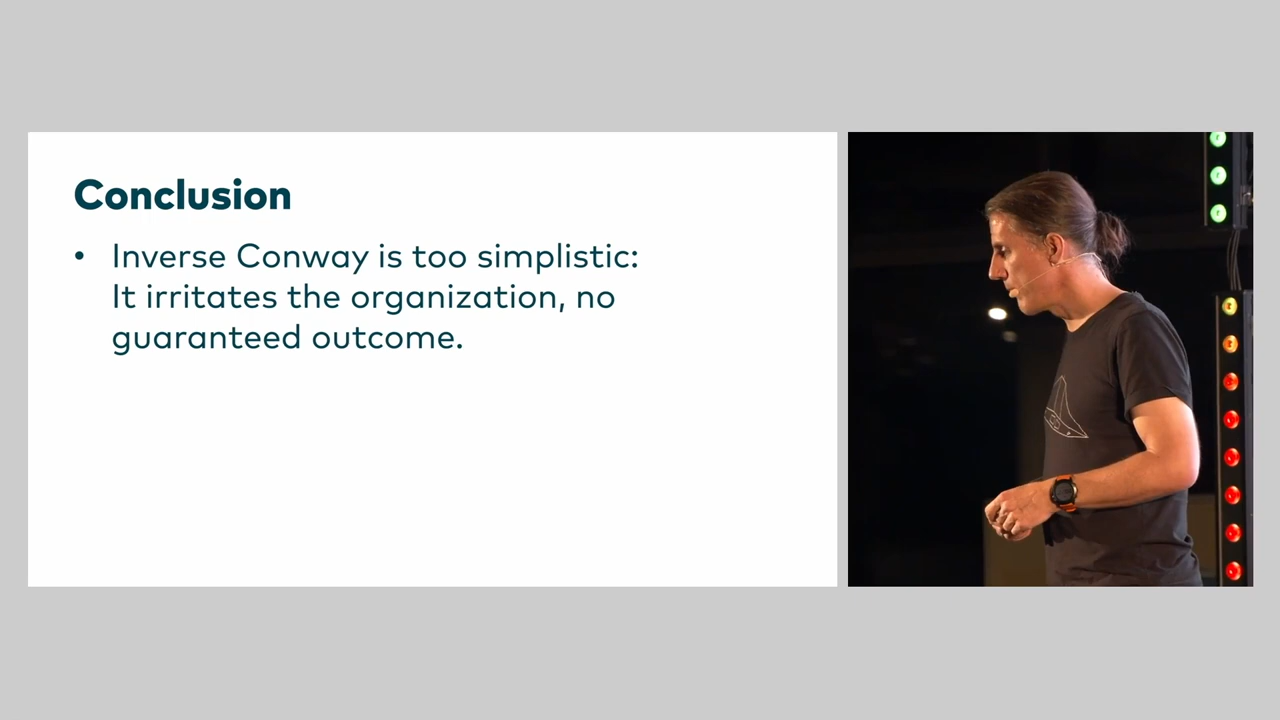 Conclusion
• Inverse Conway is too simplistic:
It irritates the organization, no
guaranteed outcome.